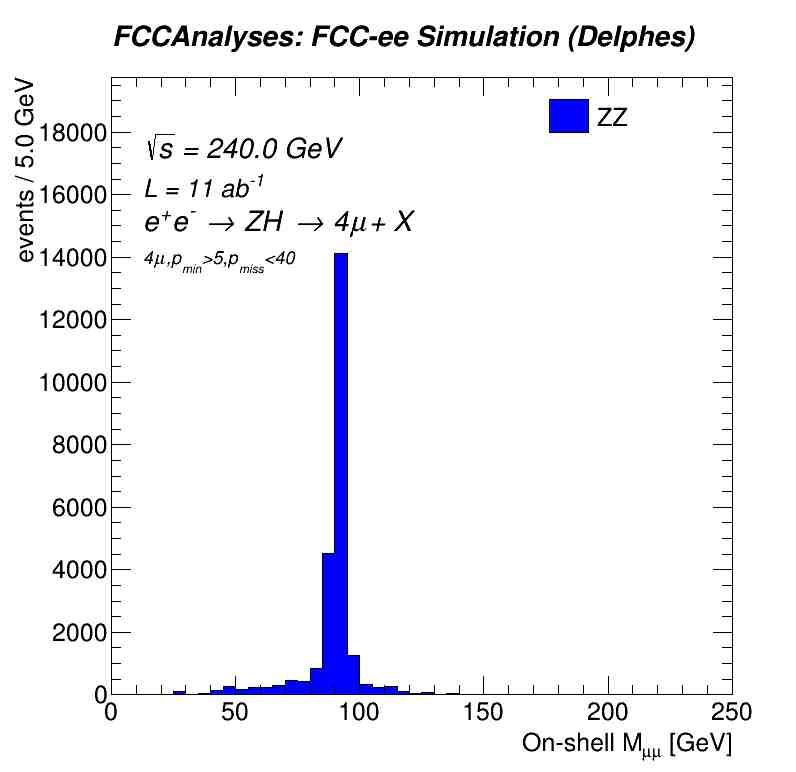 FCCAnalyses: FCC-ee Simulation (Delphes)
events / 5.0 GeV
18000
16000
14000
12000
10000
8000
6000
4000
2000
0
√s = 240.0 GeV
L = 11 ab⁻¹
e⁺e⁻ → ZH → 4μ + X
4μ,p_min>5,p_miss<40
ZZ
0 50 100 150 200 250
On-shell M_μμ [GeV]